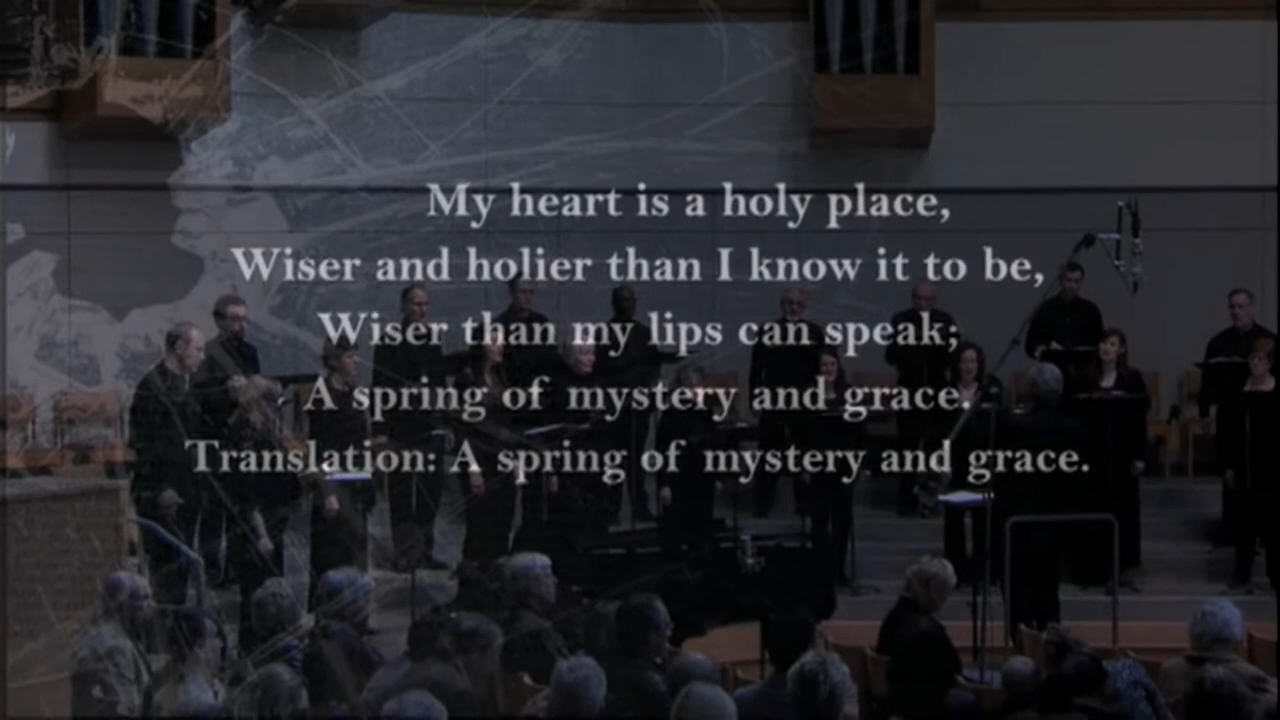 My heart is a holy place,
Wiser and holier than I know it to be,
Wiser than my lips can speak;
A spring of mystery and grace.
Translation: A spring of mystery and grace.